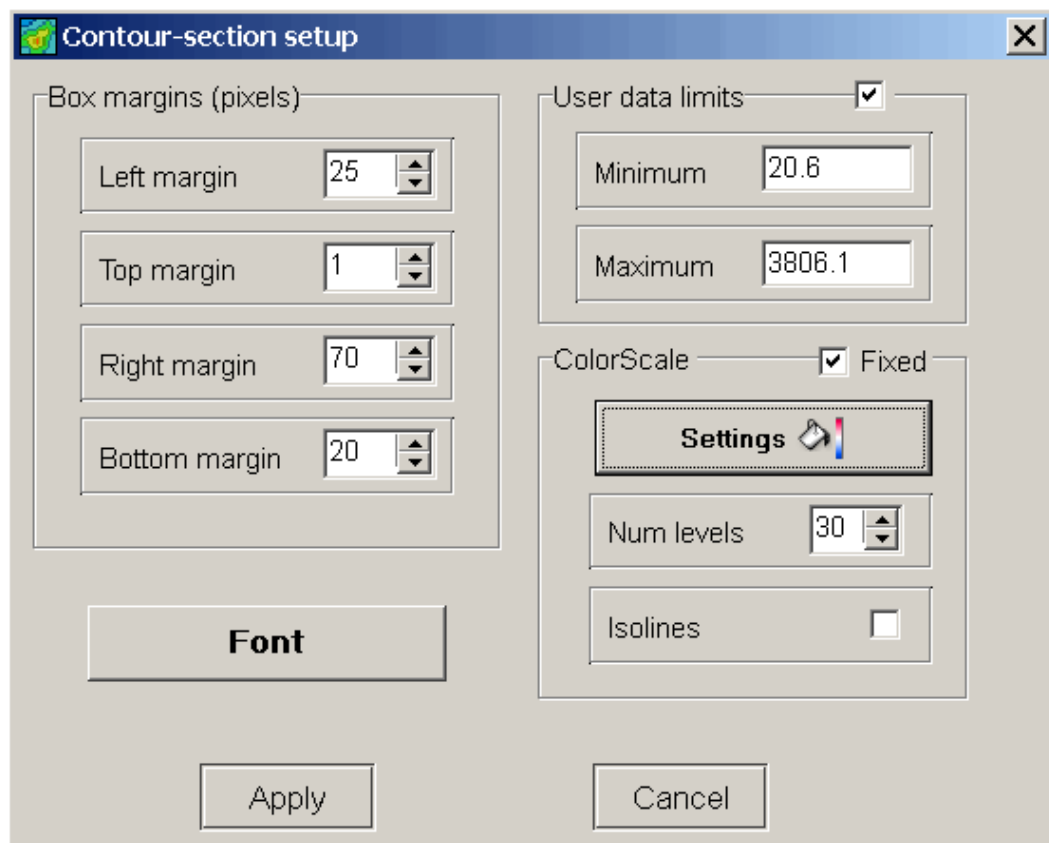 Contour-section setup
Box margins (pixels)
Left margin 25
Top margin 1
Right margin 70
Bottom margin 20
Font
User data limits
Minimum 20.6
Maximum 3806.1
ColorScale Fixed
Settings
Num levels 30
Isolines
Apply
Cancel